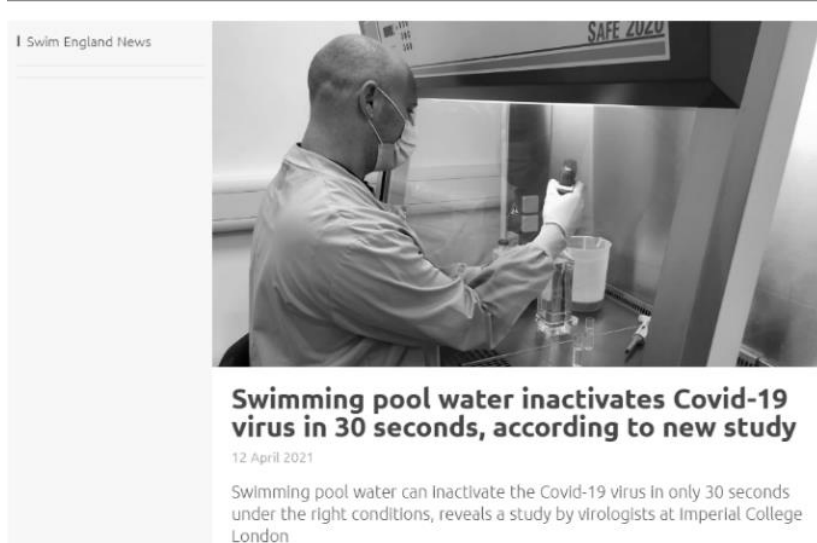 Swim England News
SAFE 2020
Swimming pool water inactivates Covid-19
virus in 30 seconds, according to new study
12 April 2021
Swimming pool water can inactivate the Covid-19 virus in only 30 seconds
under the right conditions, reveals a study by virologists at Imperial College
London